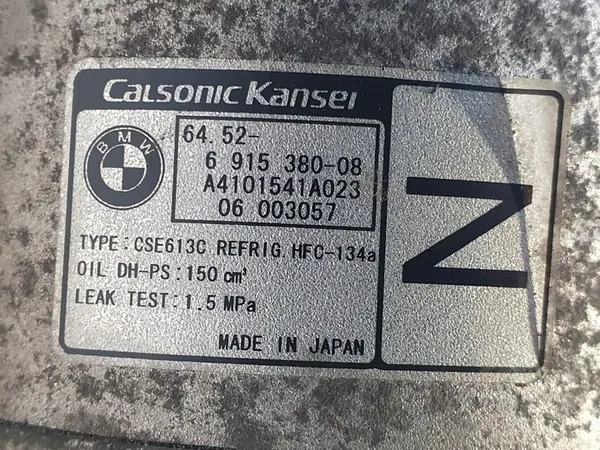 Calsonic Kansei
BMW
64.52-
6 915 380-08
A4101541A023
06 003057
TYPE:CSE613C REFRIG.HFC-134a
OIL DH-PS:150 cm³
LEAK TEST:1.5 MPa
MADE IN JAPAN
N